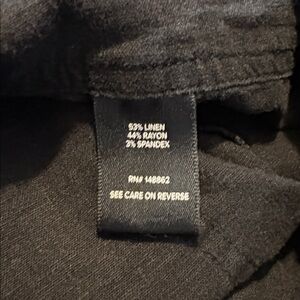 53% LINEN
44% RAYON
3% SPANDEX
RN# 148862
SEE CARE ON REVERSE